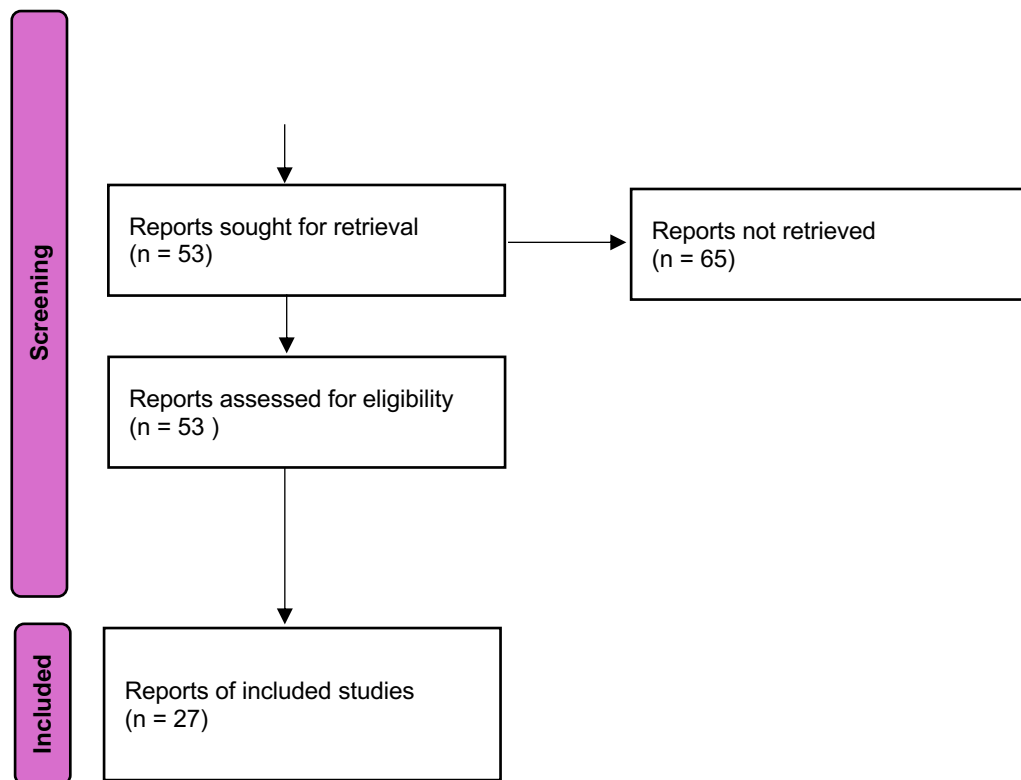 Screening
Reports sought for retrieval
(n = 53)
Reports not retrieved
(n = 65)
Reports assessed for eligibility
(n = 53 )
Included
Reports of included studies
(n = 27)